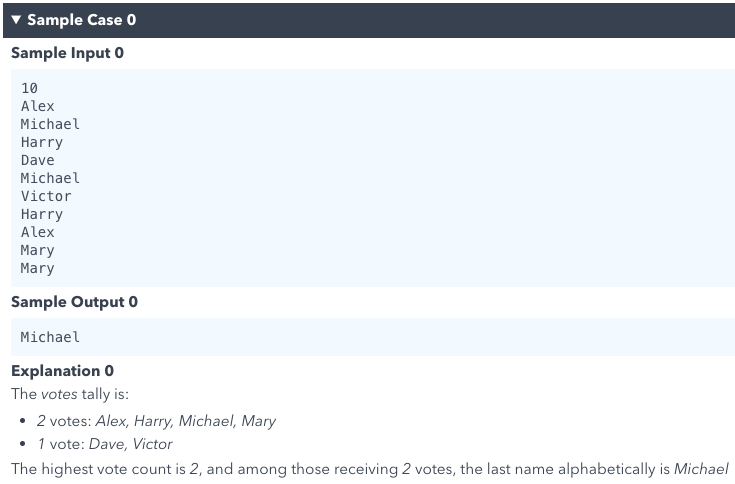 ▼ Sample Case 0
Sample Input 0
10
Alex
Michael
Harry
Dave
Michael
Victor
Harry
Alex
Mary
Mary
Sample Output 0
Michael
Explanation 0
The votes tally is:
• 2 votes: Alex, Harry, Michael, Mary
• 1 vote: Dave, Victor
The highest vote count is 2, and among those receiving 2 votes, the last name alphabetically is Michael